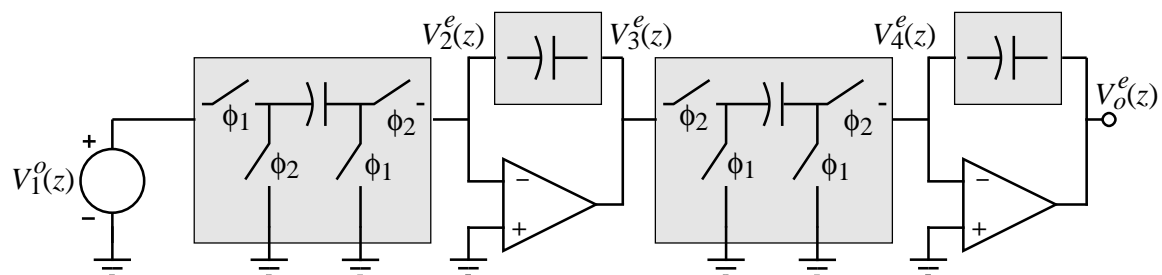 V₂ᵉ(z) V₃ᵉ(z) V₄ᵉ(z)
V₁ᵒ(z) + − ϕ₁ ϕ₂ ϕ₁ ϕ₂ − + ϕ₂ ϕ₁ ϕ₁ ϕ₂ − + Vₒᵉ(z)